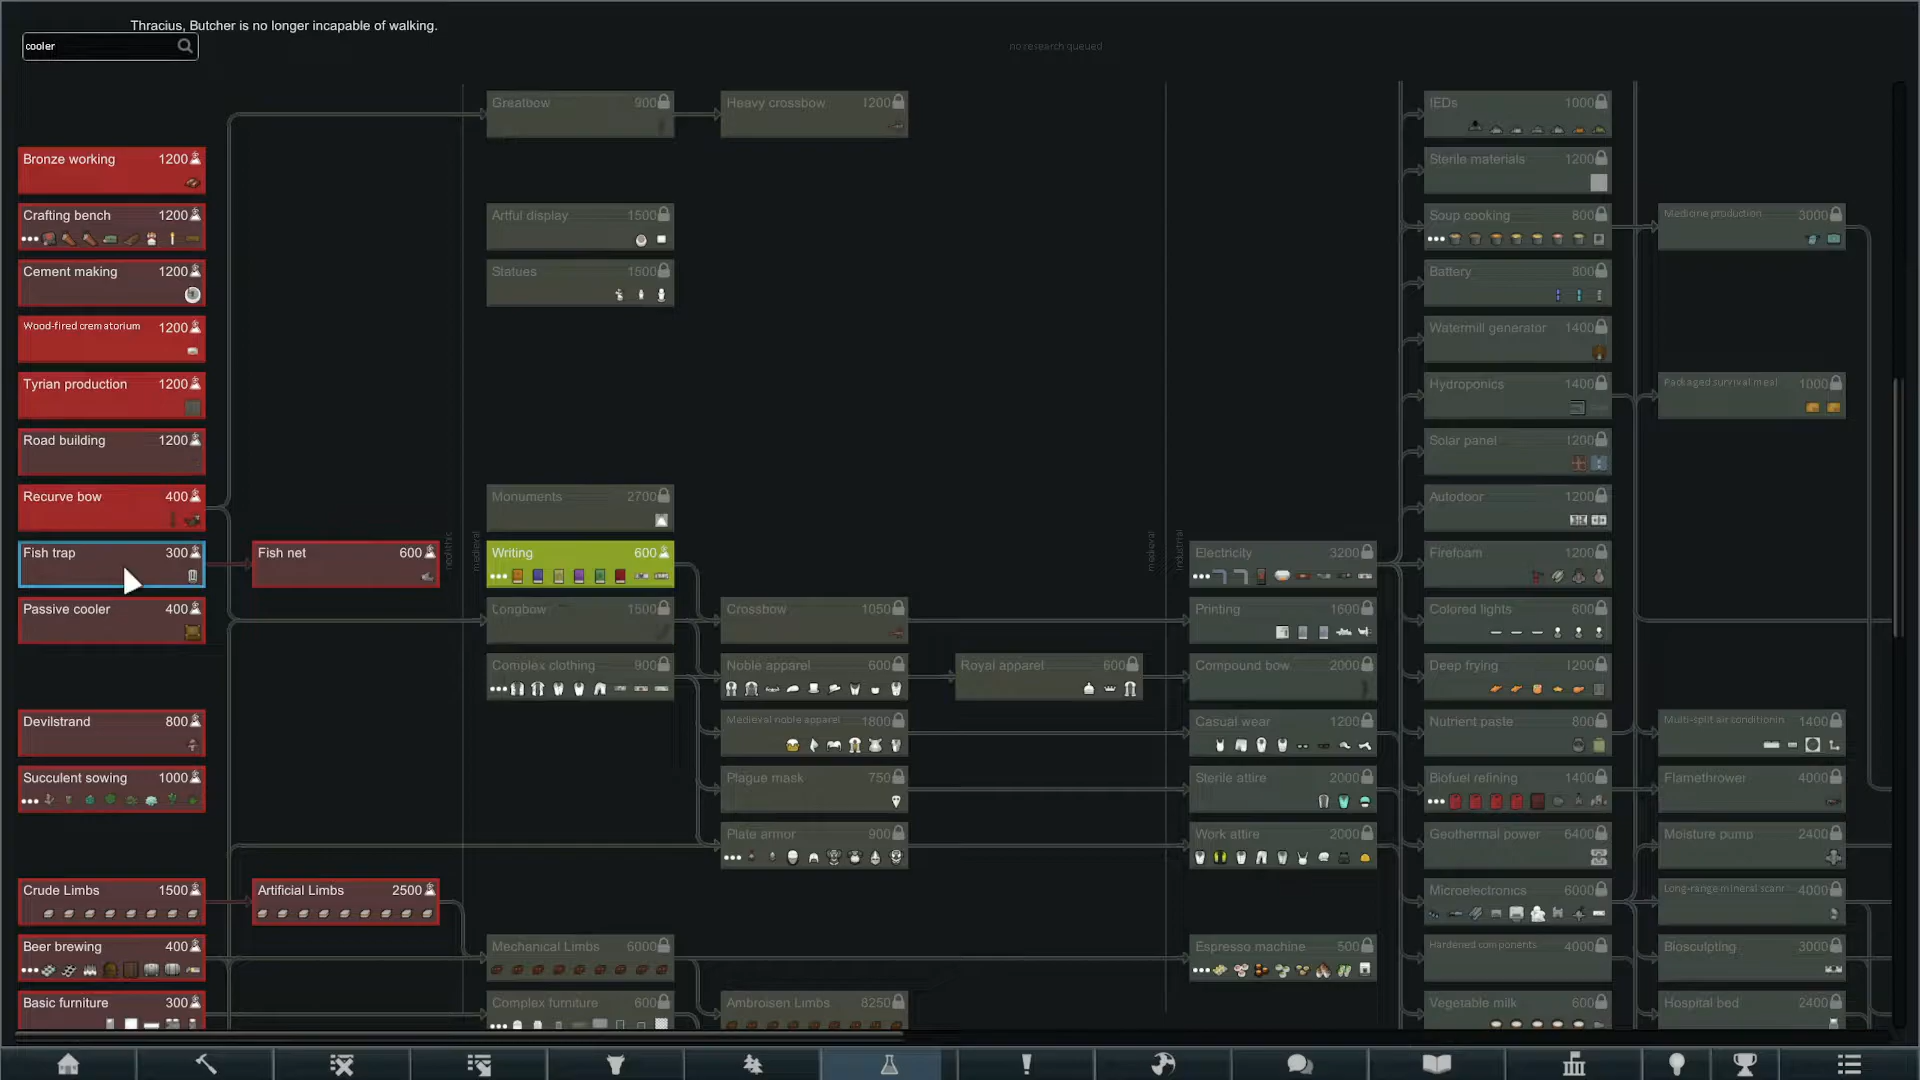 Thracius, Butcher is no longer incapable of walking.
cooler
no research queued
Greatbow 900
Heavy crossbow 1200
IEDs 1000
Bronze working 1200
Sterile materials 1200
Crafting bench 1200
Artful display 1500
Soup cooking 800
Medicine production 3000
Cement making 1200
Statues 1500
Battery 800
Wood-fired crematorium 1200
Watermill generator 1400
Tyrian production 1200
Hydroponics 1400
Packaged survival meal 1000
Road building 1200
Solar panel 1200
Recurve bow 400
Monuments 2700
Autodoor 1200
Fish trap 300
Fish net 600
neolithic
medieval
Writing 600
medieval
industrial
Electricity 3200
Firefoam 1200
Passive cooler 400
Longbow 1500
Crossbow 1050
Printing 1600
Colored lights 600
Complex clothing 900
Noble apparel 600
Royal apparel 600
Compound bow 2000
Deep frying 1200
Devilstrand 800
Medieval noble apparel 1800
Casual wear 1200
Nutrient paste 800
Multi-split air conditionin 1400
Succulent sowing 1000
Plague mask 750
Sterile attire 2000
Biofuel refining 1400
Flamethrower 4000
Plate armor 900
Work attire 2000
Geothermal power 6400
Moisture pump 2400
Crude Limbs 1500
Artificial Limbs 2500
Microelectronics 6000
Long-range mineral scanr 4000
Beer brewing 400
Mechanical Limbs 6000
Espresso machine 500
Hardened components 4000
Biosculpting 3000
Basic furniture 300
Complex furniture 600
Ambroisen Limbs 8250
Vegetable milk 600
Hospital bed 2400